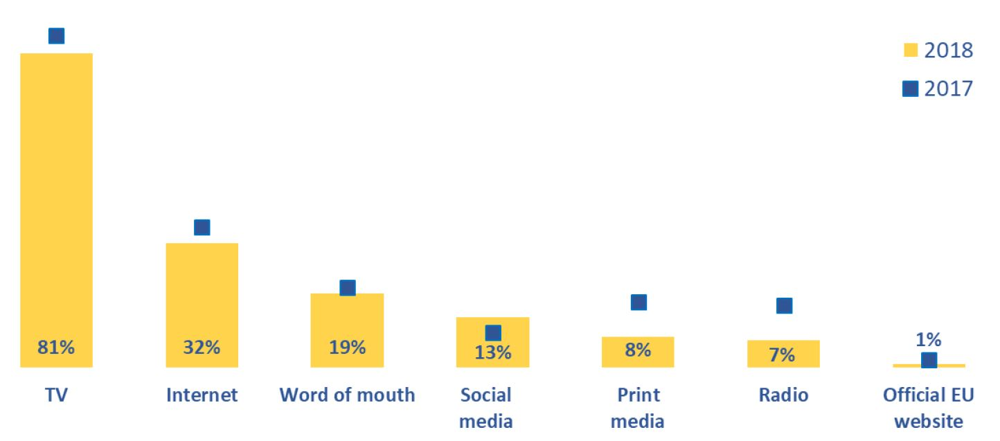 2018
2017
81%
32%
19%
13%
8%
7%
1%
TV
Internet
Word of mouth
Social
media
Print
media
Radio
Official EU
website